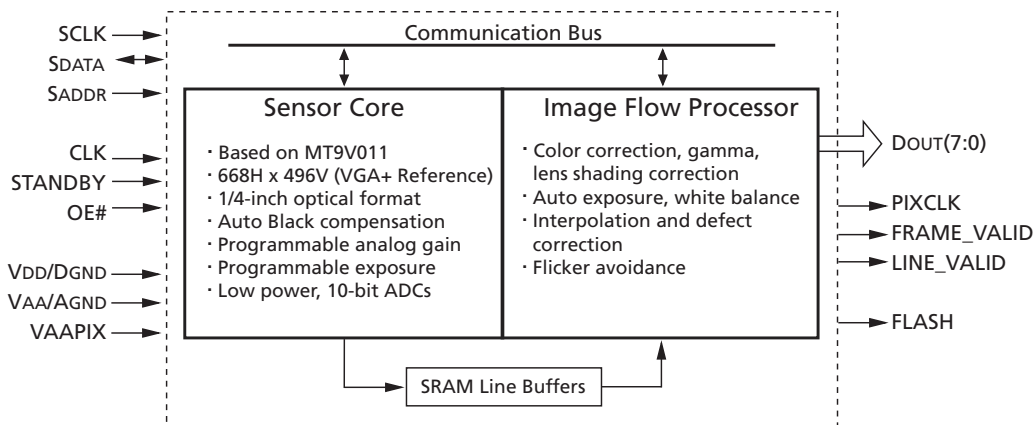 SCLK
SDATA
SADDR
CLK
STANDBY
OE#
VDD/DGND
VAA/AGND
VAAPIX
Communication Bus
Sensor Core
· Based on MT9V011
· 668H x 496V (VGA+ Reference)
· 1/4-inch optical format
· Auto Black compensation
· Programmable analog gain
· Programmable exposure
· Low power, 10-bit ADCs
Image Flow Processor
· Color correction, gamma,
lens shading correction
· Auto exposure, white balance
· Interpolation and defect
correction
· Flicker avoidance
SRAM Line Buffers
DOUT(7:0)
PIXCLK
FRAME_VALID
LINE_VALID
FLASH